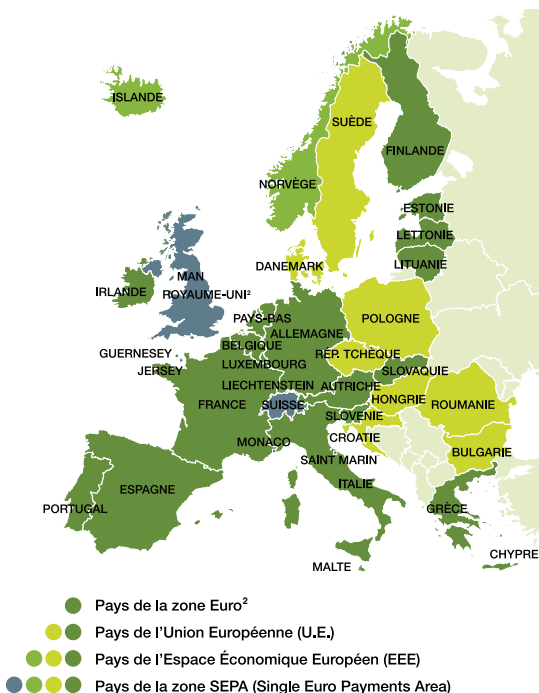 ISLANDE
SUÈDE
FINLANDE
NORVÈGE
ESTONIE
LETTONIE
LITUANIE
DANEMARK
MAN
IRLANDE
ROYAUME-UNI²
PAYS-BAS
POLOGNE
ALLEMAGNE
BELGIQUE
RÉP. TCHÈQUE
GUERNESEY
JERSEY
LUXEMBOURG
SLOVAQUIE
LIECHTENSTEIN
AUTRICHE
FRANCE
SUISSE
HONGRIE
ROUMANIE
SLOVENIE
MONACO
CROATIE
BULGARIE
SAINT MARIN
ESPAGNE
ITALIE
PORTUGAL
GRÈCE
CHYPRE
MALTE
Pays de la zone Euro²
Pays de l'Union Européenne (U.E.)
Pays de l'Espace Économique Européen (EEE)
Pays de la zone SEPA (Single Euro Payments Area)